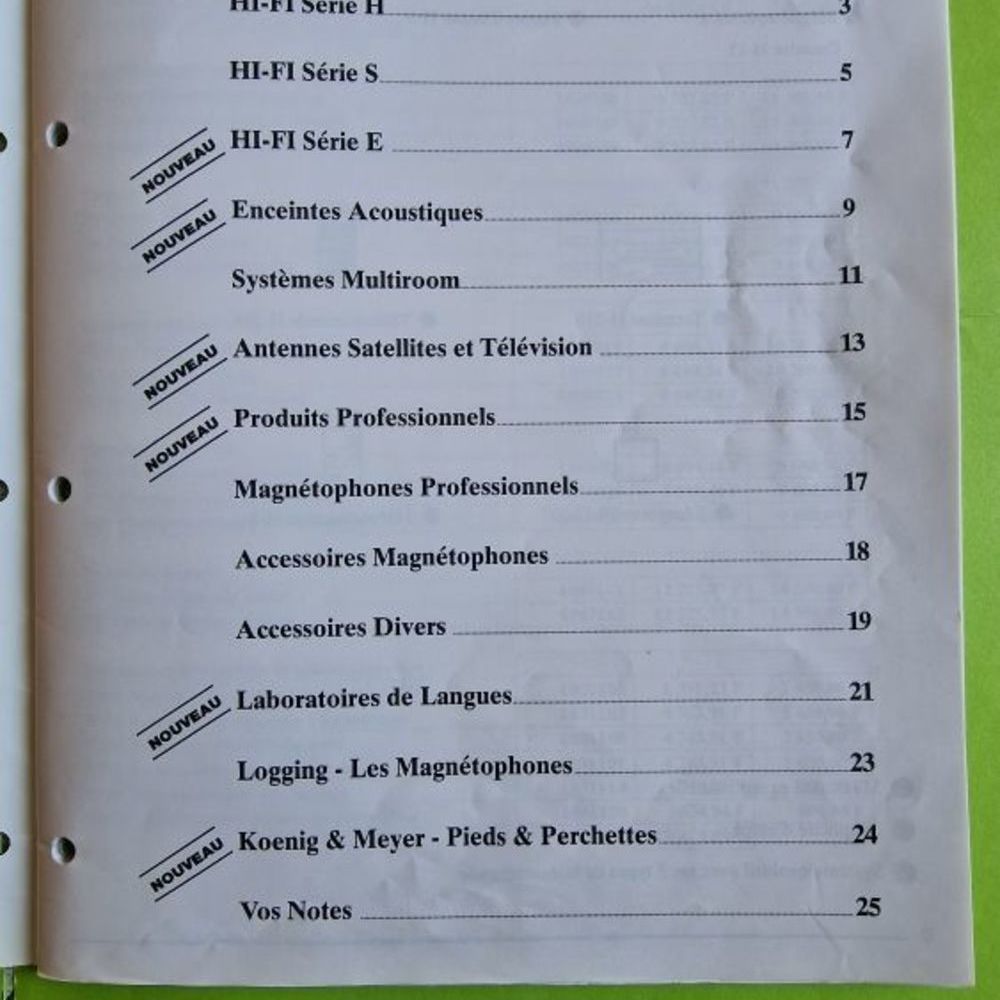 HI-FI Série H 3
HI-FI Série S 5
NOUVEAU HI-FI Série E 7
NOUVEAU Enceintes Acoustiques 9
Systèmes Multiroom 11
NOUVEAU Antennes Satellites et Télévision 13
NOUVEAU Produits Professionnels 15
Magnétophones Professionnels 17
Accessoires Magnétophones 18
Accessoires Divers 19
NOUVEAU Laboratoires de Langues 21
Logging - Les Magnétophones 23
NOUVEAU Koenig & Meyer - Pieds & Perchettes 24
Vos Notes 25